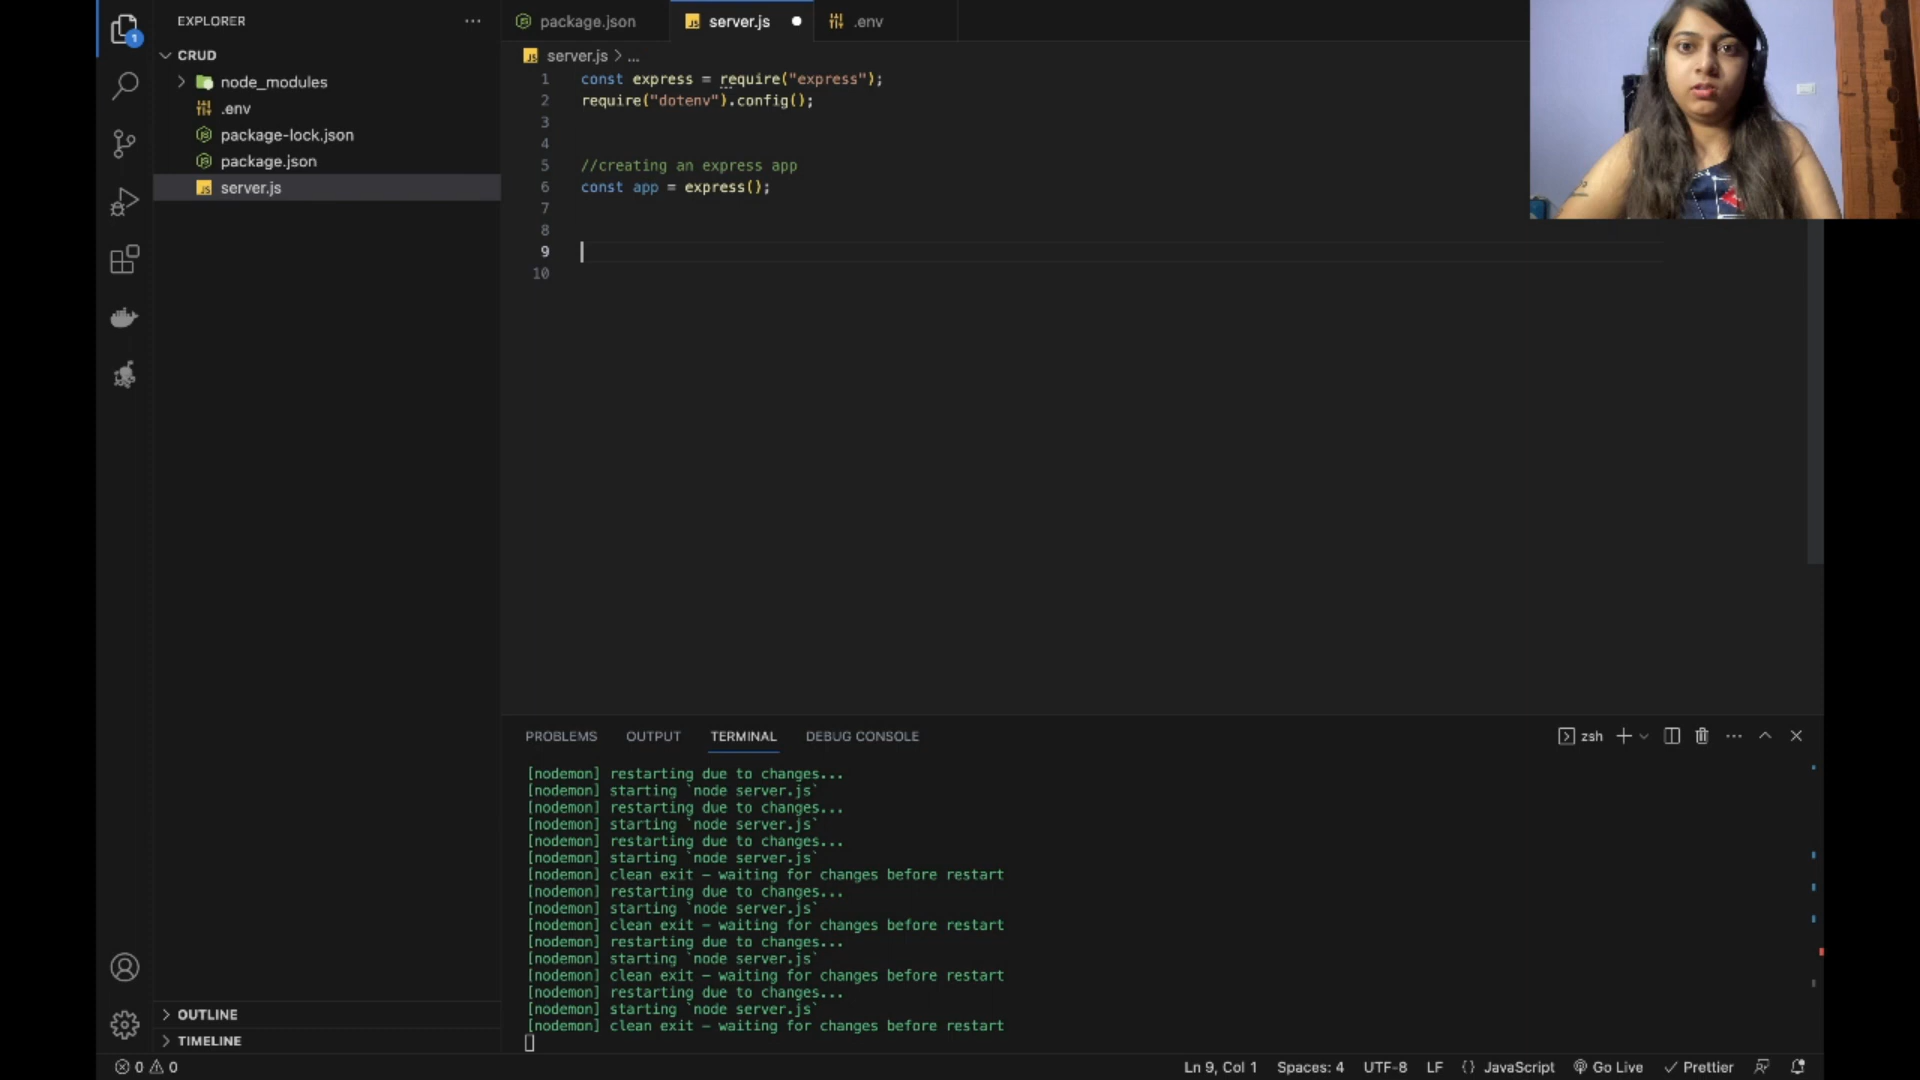 EXPLORER
CRUD
node_modules
.env
package-lock.json
package.json
server.js
OUTLINE
TIMELINE
package.json
server.js
.env
server.js > ...
1 const express = require("express");
2 require("dotenv").config();
3
4
5 //creating an express app
6 const app = express();
7
8
9
10
PROBLEMS OUTPUT TERMINAL DEBUG CONSOLE
zsh
[nodemon] restarting due to changes...
[nodemon] starting `node server.js`
[nodemon] restarting due to changes...
[nodemon] starting `node server.js`
[nodemon] restarting due to changes...
[nodemon] starting `node server.js`
[nodemon] clean exit - waiting for changes before restart
[nodemon] restarting due to changes...
[nodemon] starting `node server.js`
[nodemon] clean exit - waiting for changes before restart
[nodemon] restarting due to changes...
[nodemon] starting `node server.js`
[nodemon] clean exit - waiting for changes before restart
[nodemon] restarting due to changes...
[nodemon] starting `node server.js`
[nodemon] clean exit - waiting for changes before restart
1
0 0
Ln 9, Col 1 Spaces: 4 UTF-8 LF {} JavaScript Go Live Prettier